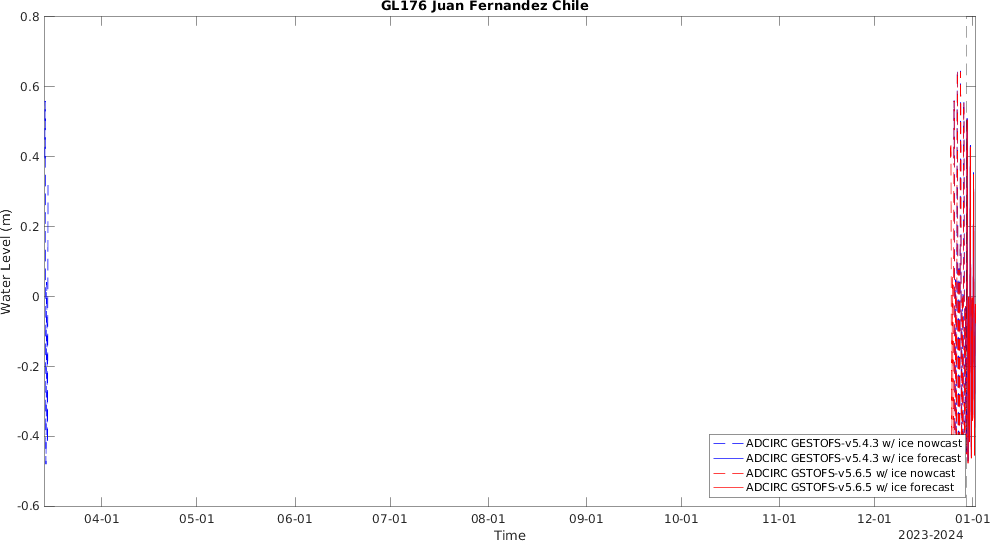 GL176 Juan Fernandez Chile
Water Level (m)
0.8
0.6
0.4
0.2
0
-0.2
-0.4
-0.6
ADCIRC GESTOFS-v5.4.3 w/ ice nowcast
ADCIRC GESTOFS-v5.4.3 w/ ice forecast
ADCIRC GSTOFS-v5.6.5 w/ ice nowcast
ADCIRC GSTOFS-v5.6.5 w/ ice forecast
04-01 05-01 06-01 07-01 08-01 09-01 10-01 11-01 12-01 01-01
Time
2023-2024